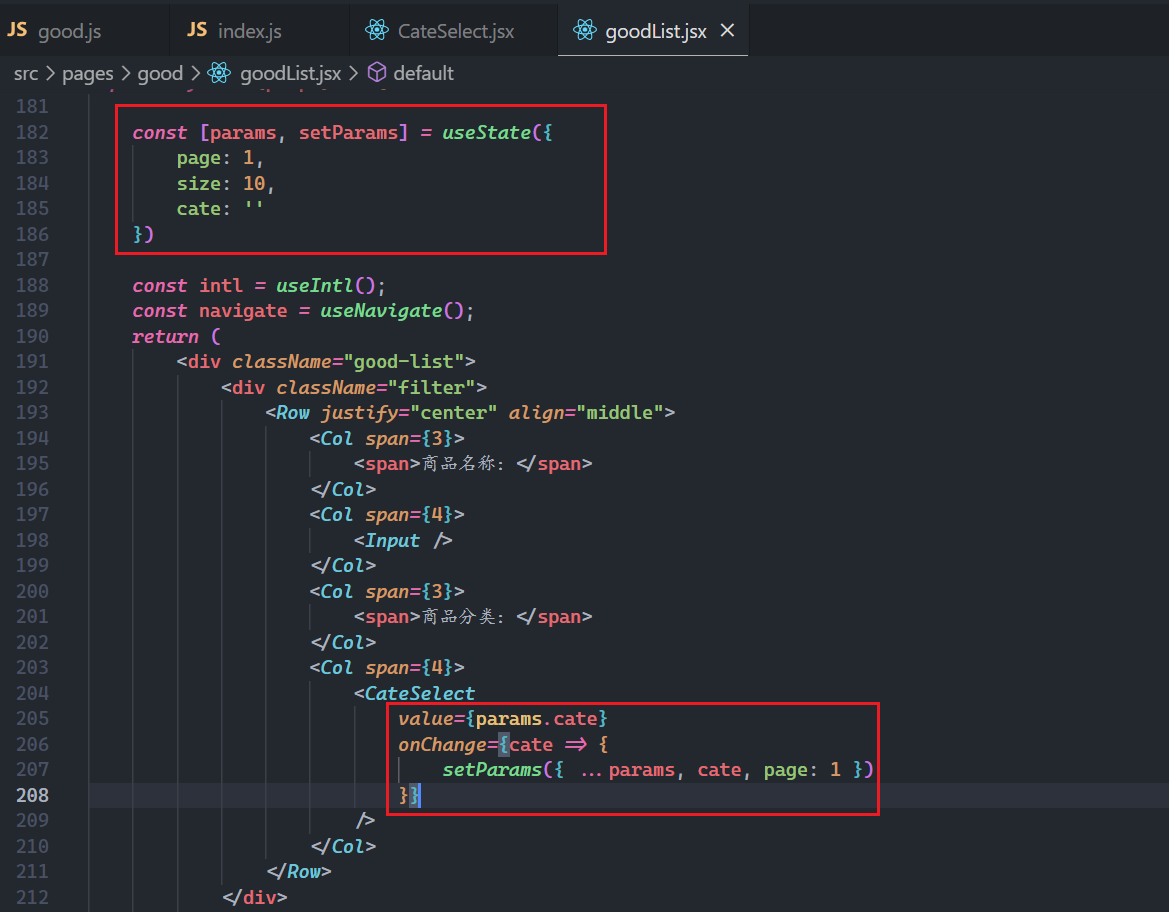 JS good.js JS index.js CateSelect.jsx goodList.jsx ×
src > pages > good > goodList.jsx > default
181
182 const [params, setParams] = useState({
183 page: 1,
184 size: 10,
185 cate: ''
186 })
187
188 const intl = useIntl();
189 const navigate = useNavigate();
190 return (
191 <div className="good-list">
192 <div className="filter">
193 <Row justify="center" align="middle">
194 <Col span={3}>
195 <span>商品名称: </span>
196 </Col>
197 <Col span={4}>
198 <Input />
199 </Col>
200 <Col span={3}>
201 <span>商品分类: </span>
202 </Col>
203 <Col span={4}>
204 <CateSelect
205 value={params.cate}
206 onChange={cate => {
207 setParams({ ...params, cate, page: 1 })
208 }}
209 />
210 </Col>
211 </Row>
212 </div>